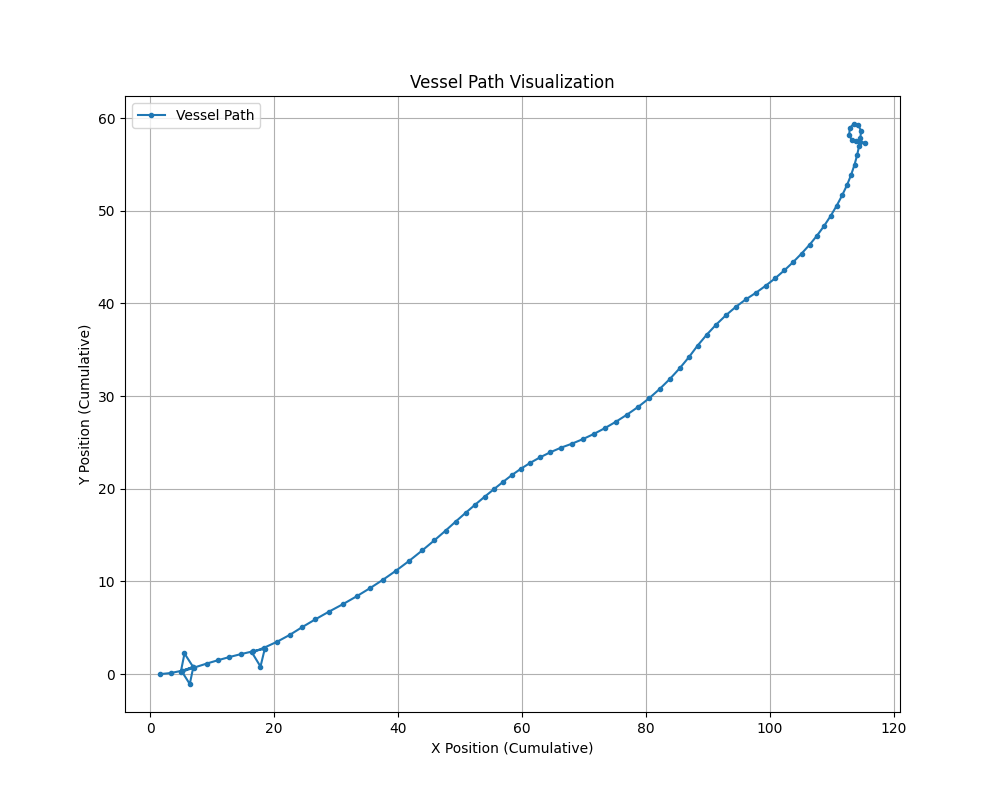 Vessel Path Visualization
Vessel Path
Y Position (Cumulative)
60
50
40
30
20
10
0
0 20 40 60 80 100 120
X Position (Cumulative)